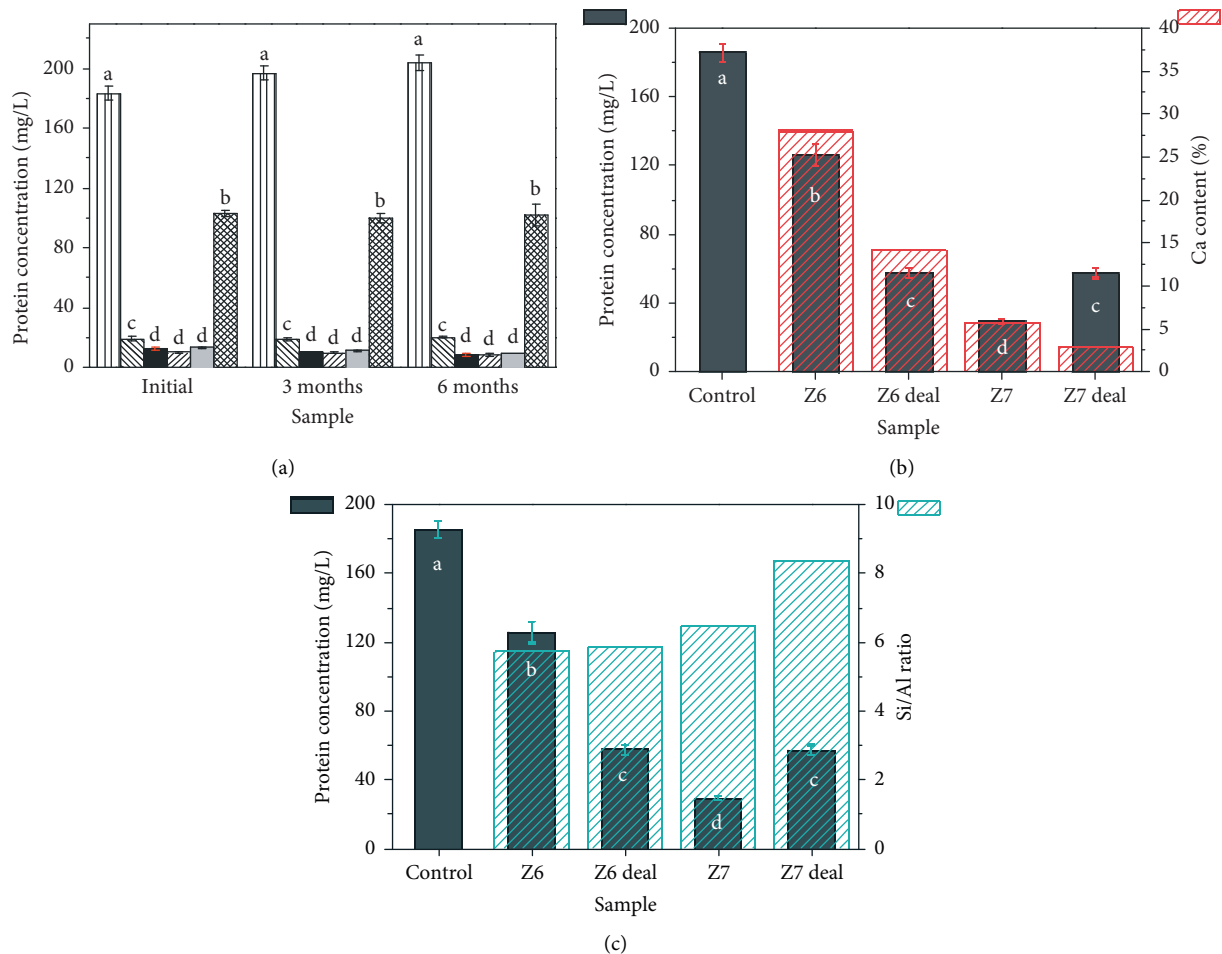 Protein concentration (mg/L)
200
160
120
80
40
0
a
c
d
d
d
b
a
c
d
d
d
b
a
c
d
d
d
b
Initial
3 months
6 months
Sample
(a)
Protein concentration (mg/L)
200
160
120
80
40
0
a
b
c
d
c
40
35
30
25
20
15
10
5
0
Ca content (%)
Control
Z6
Z6 deal
Z7
Z7 deal
Sample
(b)
Protein concentration (mg/L)
200
160
120
80
40
0
a
b
c
d
c
10
8
6
4
2
0
Si/Al ratio
Control
Z6
Z6 deal
Z7
Z7 deal
Sample
(c)